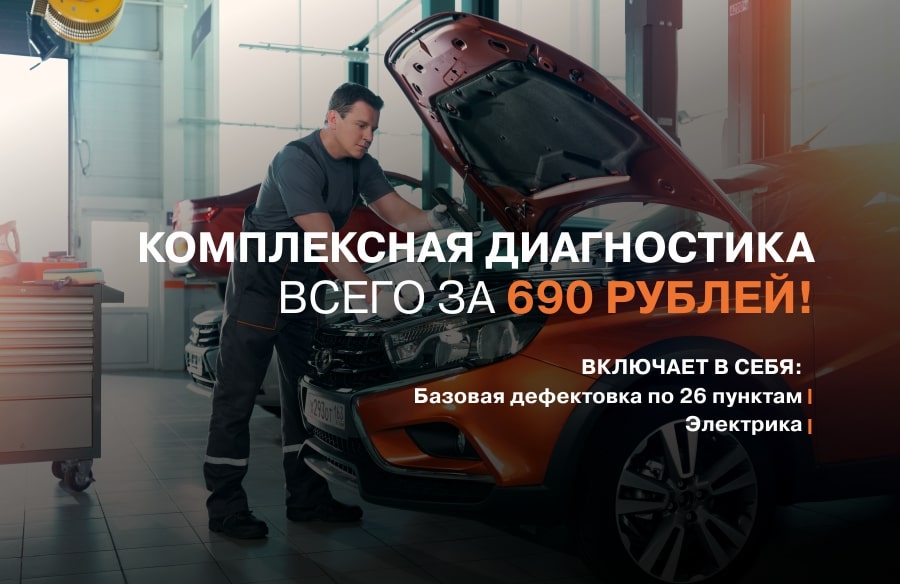 КОМПЛЕКСНАЯ ДИАГНОСТИКА
ВСЕГО ЗА 690 РУБЛЕЙ!
ВКЛЮЧАЕТ В СЕБЯ:
Базовая дефектовка по 26 пунктам
Электрика